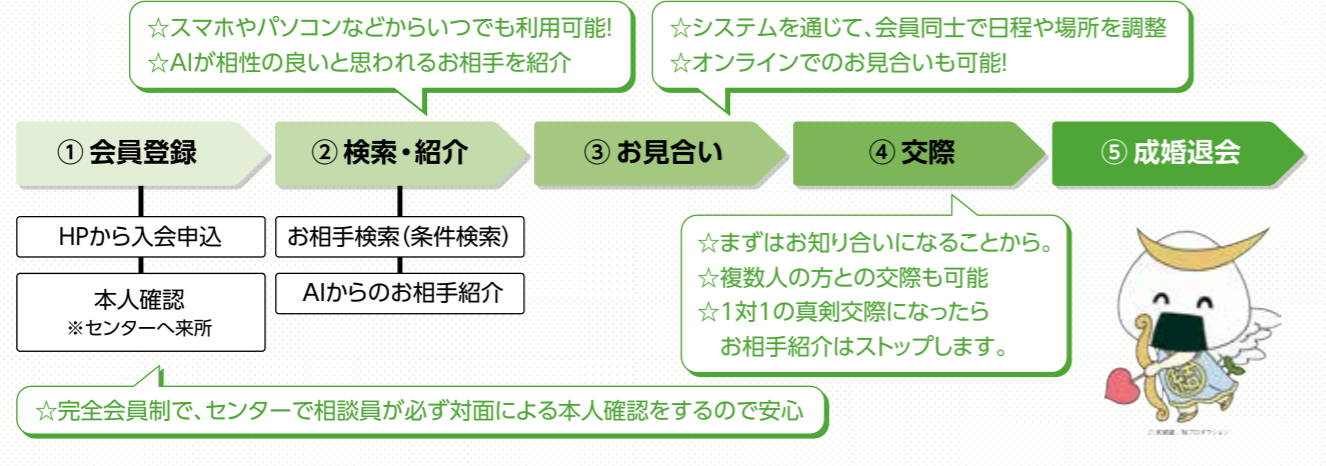 ☆スマホやパソコンなどからいつでも利用可能!
☆AIが相性の良いと思われるお相手を紹介
☆システムを通じて、会員同士で日程や場所を調整
☆オンラインでのお見合いも可能!
① 会員登録
② 検索・紹介
③ お見合い
④ 交際
⑤ 成婚退会
HPから入会申込
本人確認
※センターへ来所
お相手検索(条件検索)
AIからのお相手紹介
☆まずはお知り合いになることから。
☆複数人の方との交際も可能
☆1対1の真剣交際になったら
お相手紹介はストップします。
☆完全会員制で、センターで相談員が必ず対面による本人確認をするので安心
結